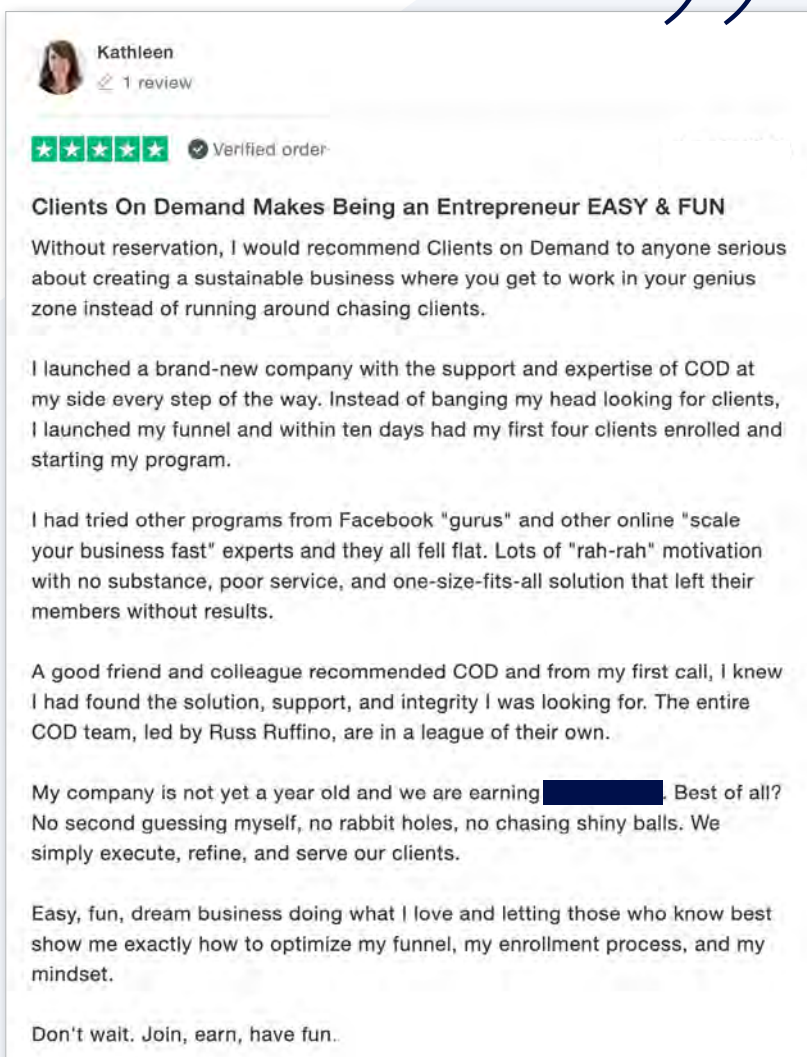 Kathleen
1 review
Verified order
Clients On Demand Makes Being an Entrepreneur EASY & FUN
Without reservation, I would recommend Clients on Demand to anyone serious
about creating a sustainable business where you get to work in your genius
zone instead of running around chasing clients.
I launched a brand-new company with the support and expertise of COD at
my side every step of the way. Instead of banging my head looking for clients,
I launched my funnel and within ten days had my first four clients enrolled and
starting my program.
I had tried other programs from Facebook "gurus" and other online "scale
your business fast" experts and they all fell flat. Lots of "rah-rah" motivation
with no substance, poor service, and one-size-fits-all solution that left their
members without results.
A good friend and colleague recommended COD and from my first call, I knew
I had found the solution, support, and integrity I was looking for. The entire
COD team, led by Russ Ruffino, are in a league of their own.
My company is not yet a year old and we are earning . Best of all?
No second guessing myself, no rabbit holes, no chasing shiny balls. We
simply execute, refine, and serve our clients.
Easy, fun, dream business doing what I love and letting those who know best
show me exactly how to optimize my funnel, my enrollment process, and my
mindset.
Don't wait. Join, earn, have fun.